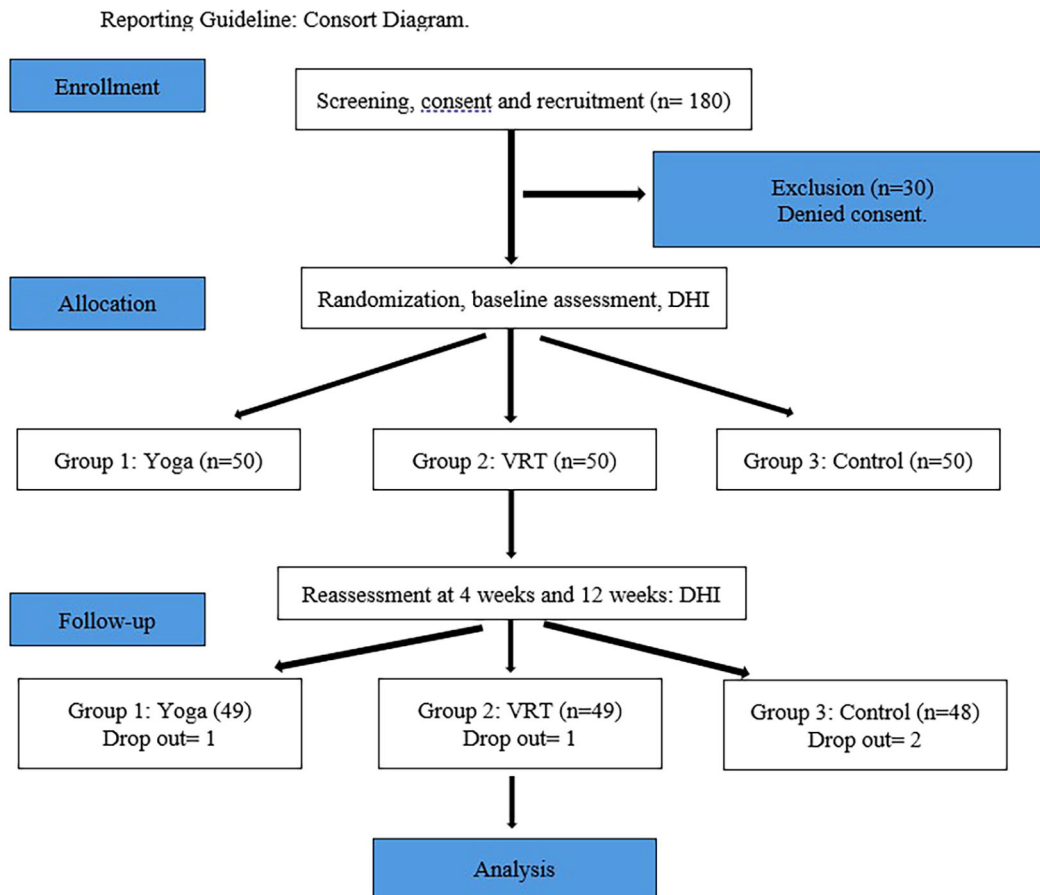 Reporting Guideline: Consort Diagram.
Enrollment
Screening, consent and recruitment (n= 180)
Exclusion (n=30)
Denied consent.
Allocation
Randomization, baseline assessment, DHI
Group 1: Yoga (n=50)
Group 2: VRT (n=50)
Group 3: Control (n=50)
Reassessment at 4 weeks and 12 weeks: DHI
Follow-up
Group 1: Yoga (49)
Drop out= 1
Group 2: VRT (n=49)
Drop out= 1
Group 3: Control (n=48)
Drop out= 2
Analysis